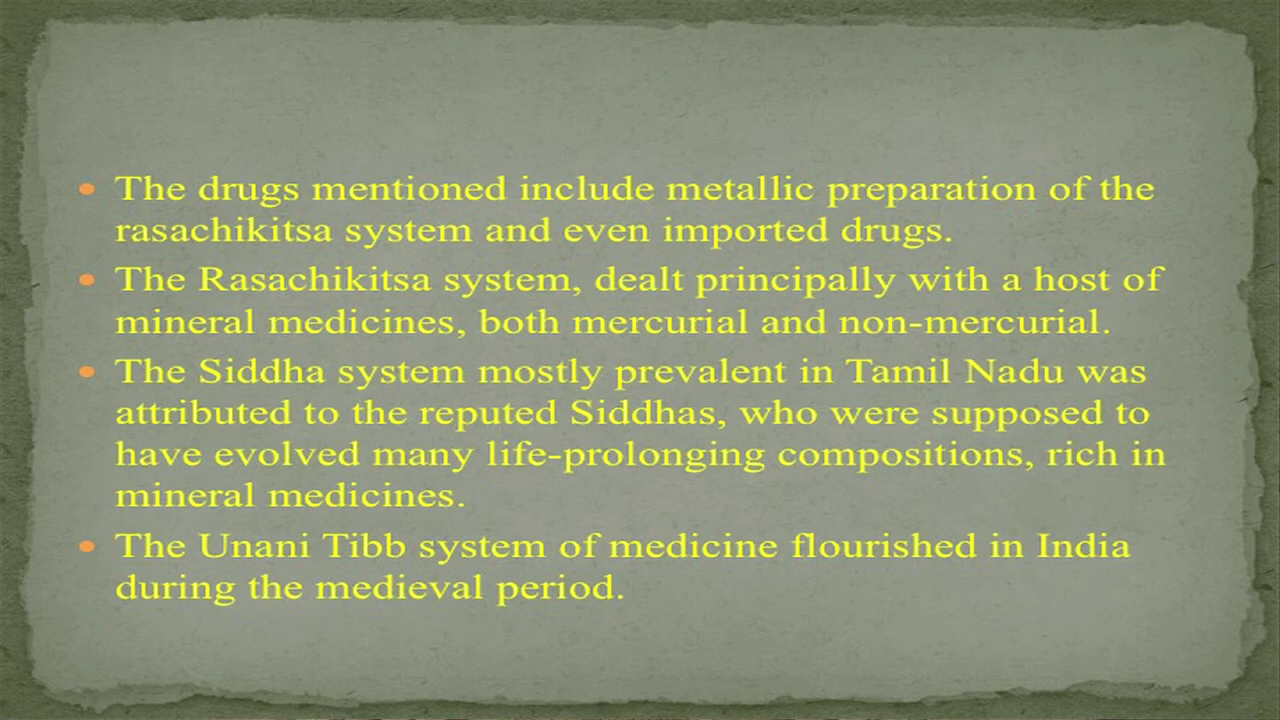 • The drugs mentioned include metallic preparation of the
rasachikitsa system and even imported drugs.
• The Rasachikitsa system, dealt principally with a host of
mineral medicines, both mercurial and non-mercurial.
• The Siddha system mostly prevalent in Tamil Nadu was
attributed to the reputed Siddhas, who were supposed to
have evolved many life-prolonging compositions, rich in
mineral medicines.
• The Unani Tibb system of medicine flourished in India
during the medieval period.